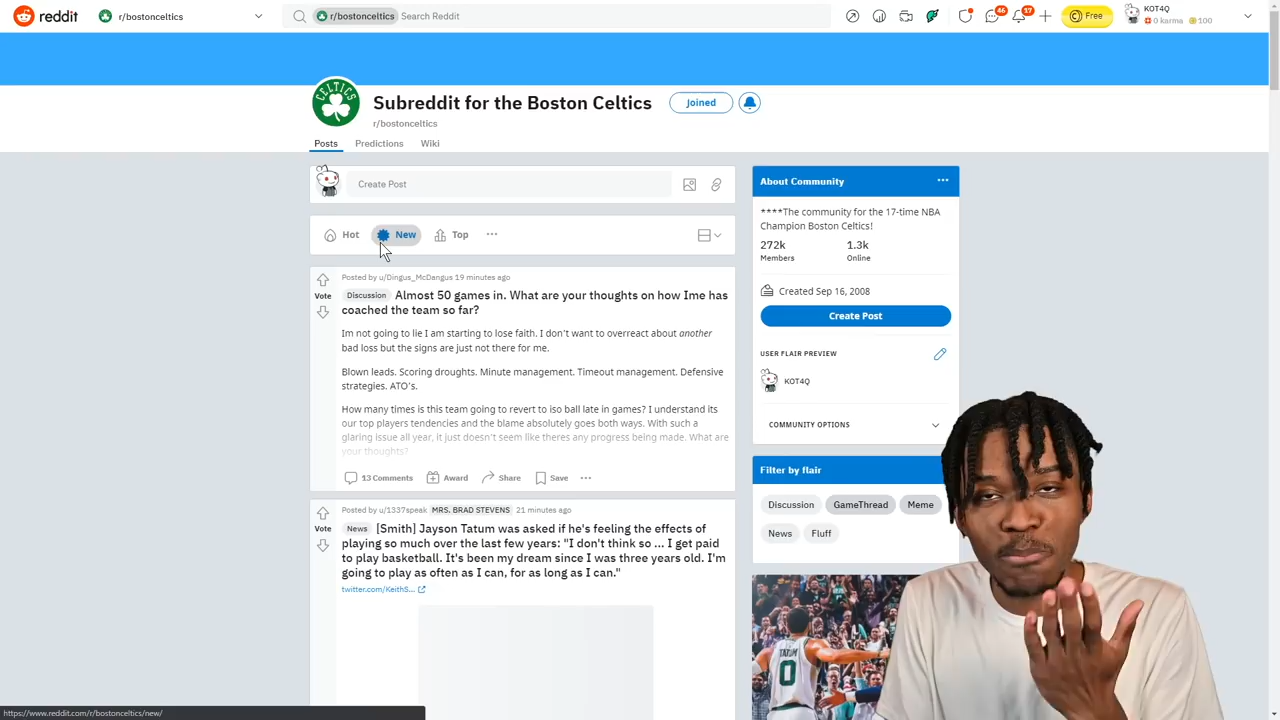 reddit
r/bostonceltics
r/bostonceltics
Search Reddit
46
17
Free
KOT4Q
0 karma
100
CELTICS
Subreddit for the Boston Celtics
Joined
r/bostonceltics
Posts
Predictions
Wiki
Create Post
Hot
New
Top
Posted by u/Dingus_McDangus 19 minutes ago
Vote
Discussion
Almost 50 games in. What are your thoughts on how Ime has
coached the team so far?
Im not going to lie I am starting to lose faith. I don't want to overreact about another
bad loss but the signs are just not there for me.
Blown leads. Scoring droughts. Minute management. Timeout management. Defensive
strategies. ATO's.
How many times is this team going to revert to iso ball late in games? I understand its
our top players tendencies and the blame absolutely goes both ways. With such a
glaring issue all year, it just doesn't seem like theres any progress being made. What are
your thoughts?
13 Comments
Award
Share
Save
Posted by u/1337speak
MRS. BRAD STEVENS
21 minutes ago
Vote
News
[Smith] Jayson Tatum was asked if he's feeling the effects of
playing so much over the last few years: "I don't think so ... I get paid
to play basketball. It's been my dream since I was three years old. I'm
going to play as often as I can, for as long as I can."
twitter.com/KeithS...
About Community
****The community for the 17-time NBA
Champion Boston Celtics!
272k
Members
1.3k
Online
Created Sep 16, 2008
Create Post
USER FLAIR PREVIEW
KOT4Q
COMMUNITY OPTIONS
Filter by flair
Discussion
GameThread
Meme
News
Fluff
TATUM
0
https://www.reddit.com/r/bostonceltics/new/